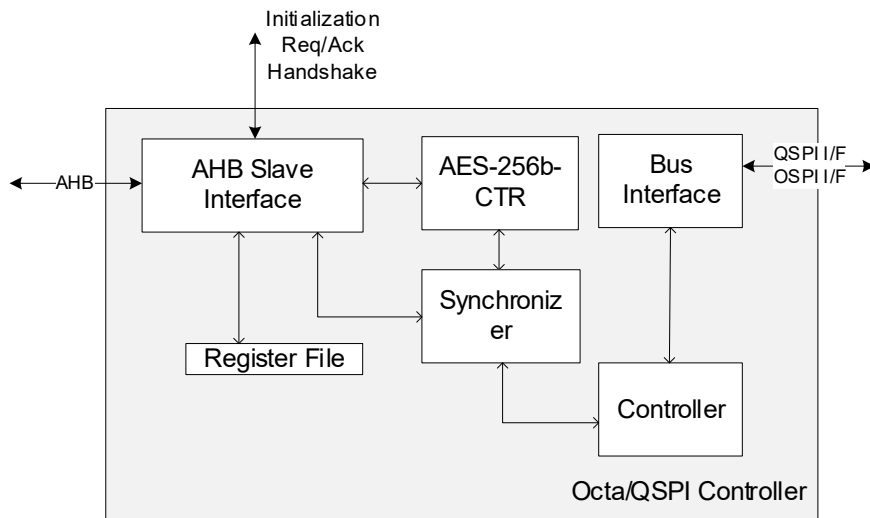 Initialization
Req/Ack
Handshake
AHB Slave
Interface
AES-256b-
CTR
Bus
Interface
AHB
QSPI I/F
OSPI I/F
Synchroniz
er
Register File
Controller
Octa/QSPI Controller